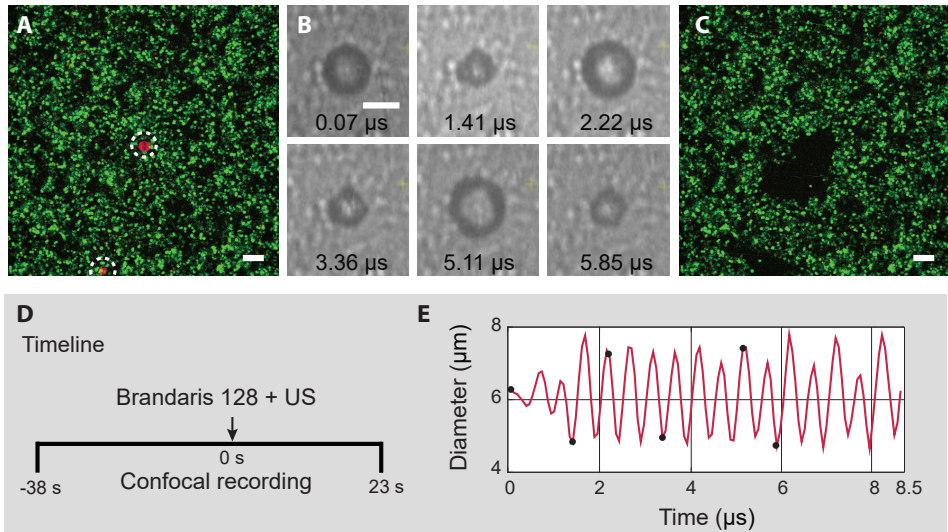 A
B
C
0.07 µs
1.41 µs
2.22 µs
3.36 µs
5.11 µs
5.85 µs
D
Timeline
Brandaris 128 + US
0 s
-38 s
Confocal recording
23 s
E
8
6
4
Diameter (µm)
0
2
4
6
8
8.5
Time (µs)